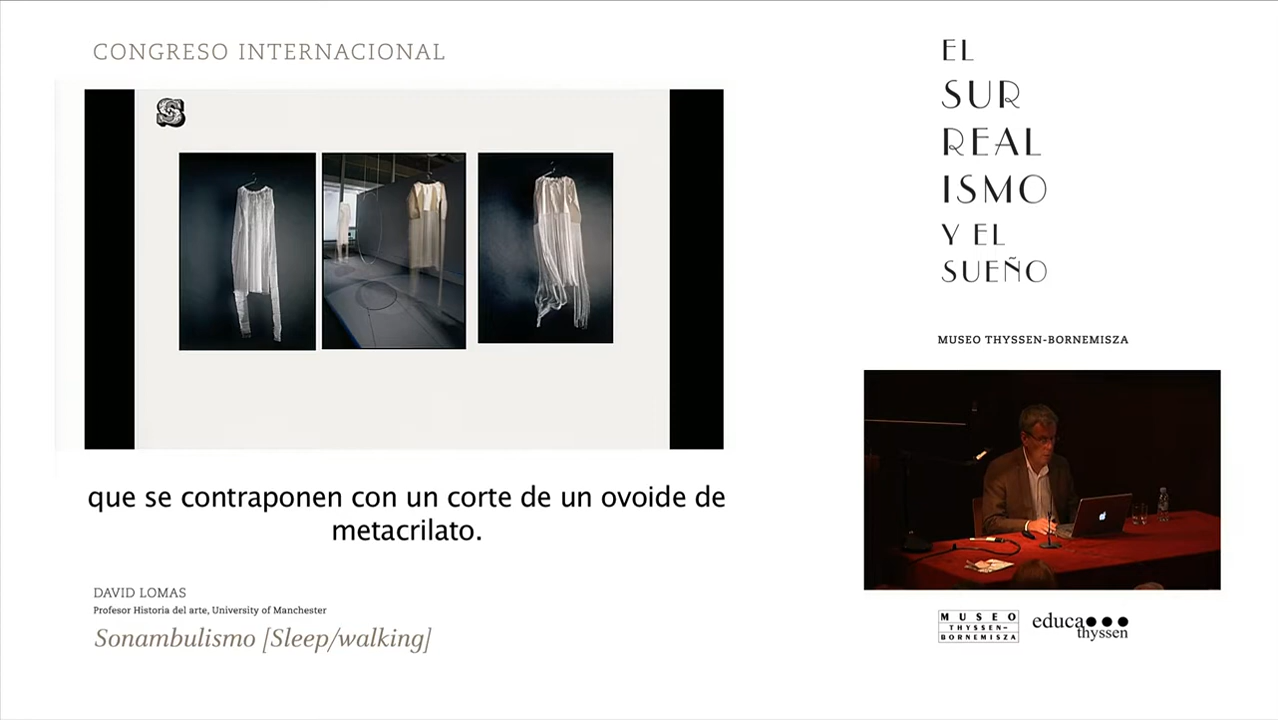 CONGRESO INTERNACIONAL
S
que se contraponen con un corte de un ovoide de
metacrilato.
DAVID LOMAS
Profesor Historia del arte, University of Manchester
Sonambulismo [Sleep/walking]
EL
SUR
REAL
ISMO
Y EL
SUEÑO
MUSEO THYSSEN-BORNEMISZA
MUSEO
THYSSEN-
BORNEMISZA
educa
thyssen